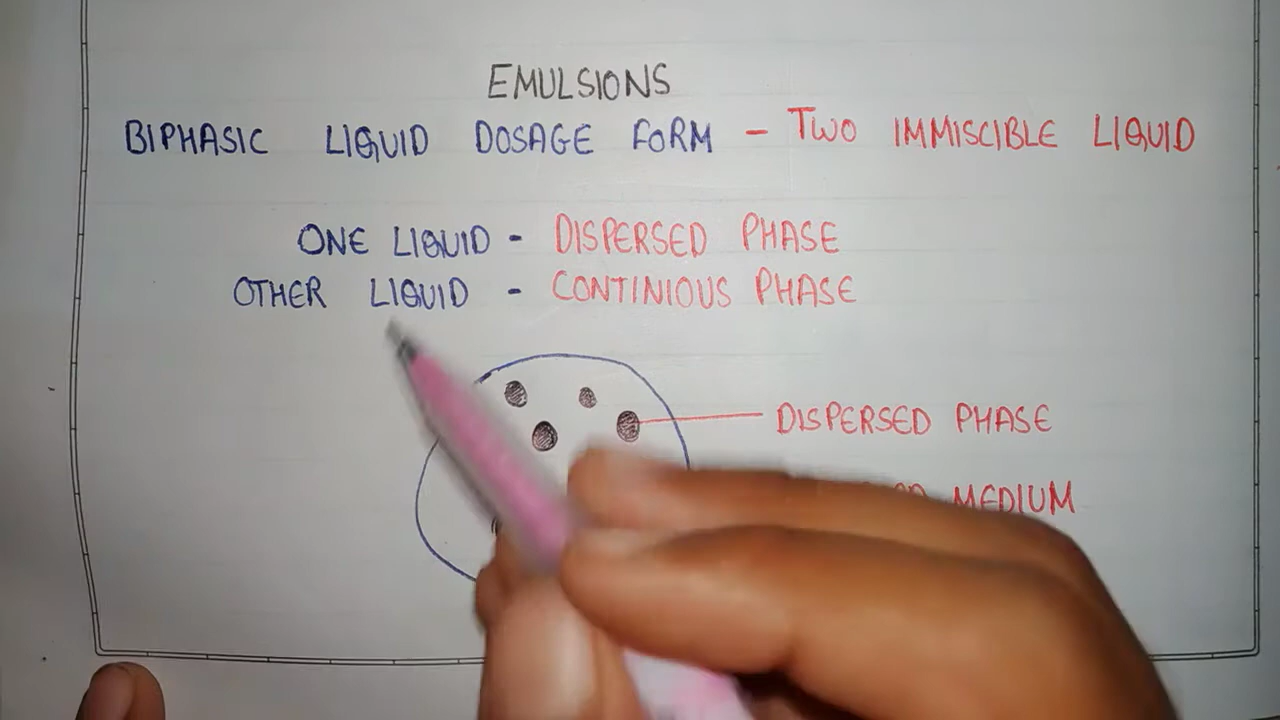 EMULSIONS
BIPHASIC LIQUID DOSAGE FORM - TWO IMMISCIBLE LIQUID
ONE LIQUID - DISPERSED PHASE
OTHER LIQUID - CONTINIOUS PHASE
DISPERSED PHASE
MEDIUM